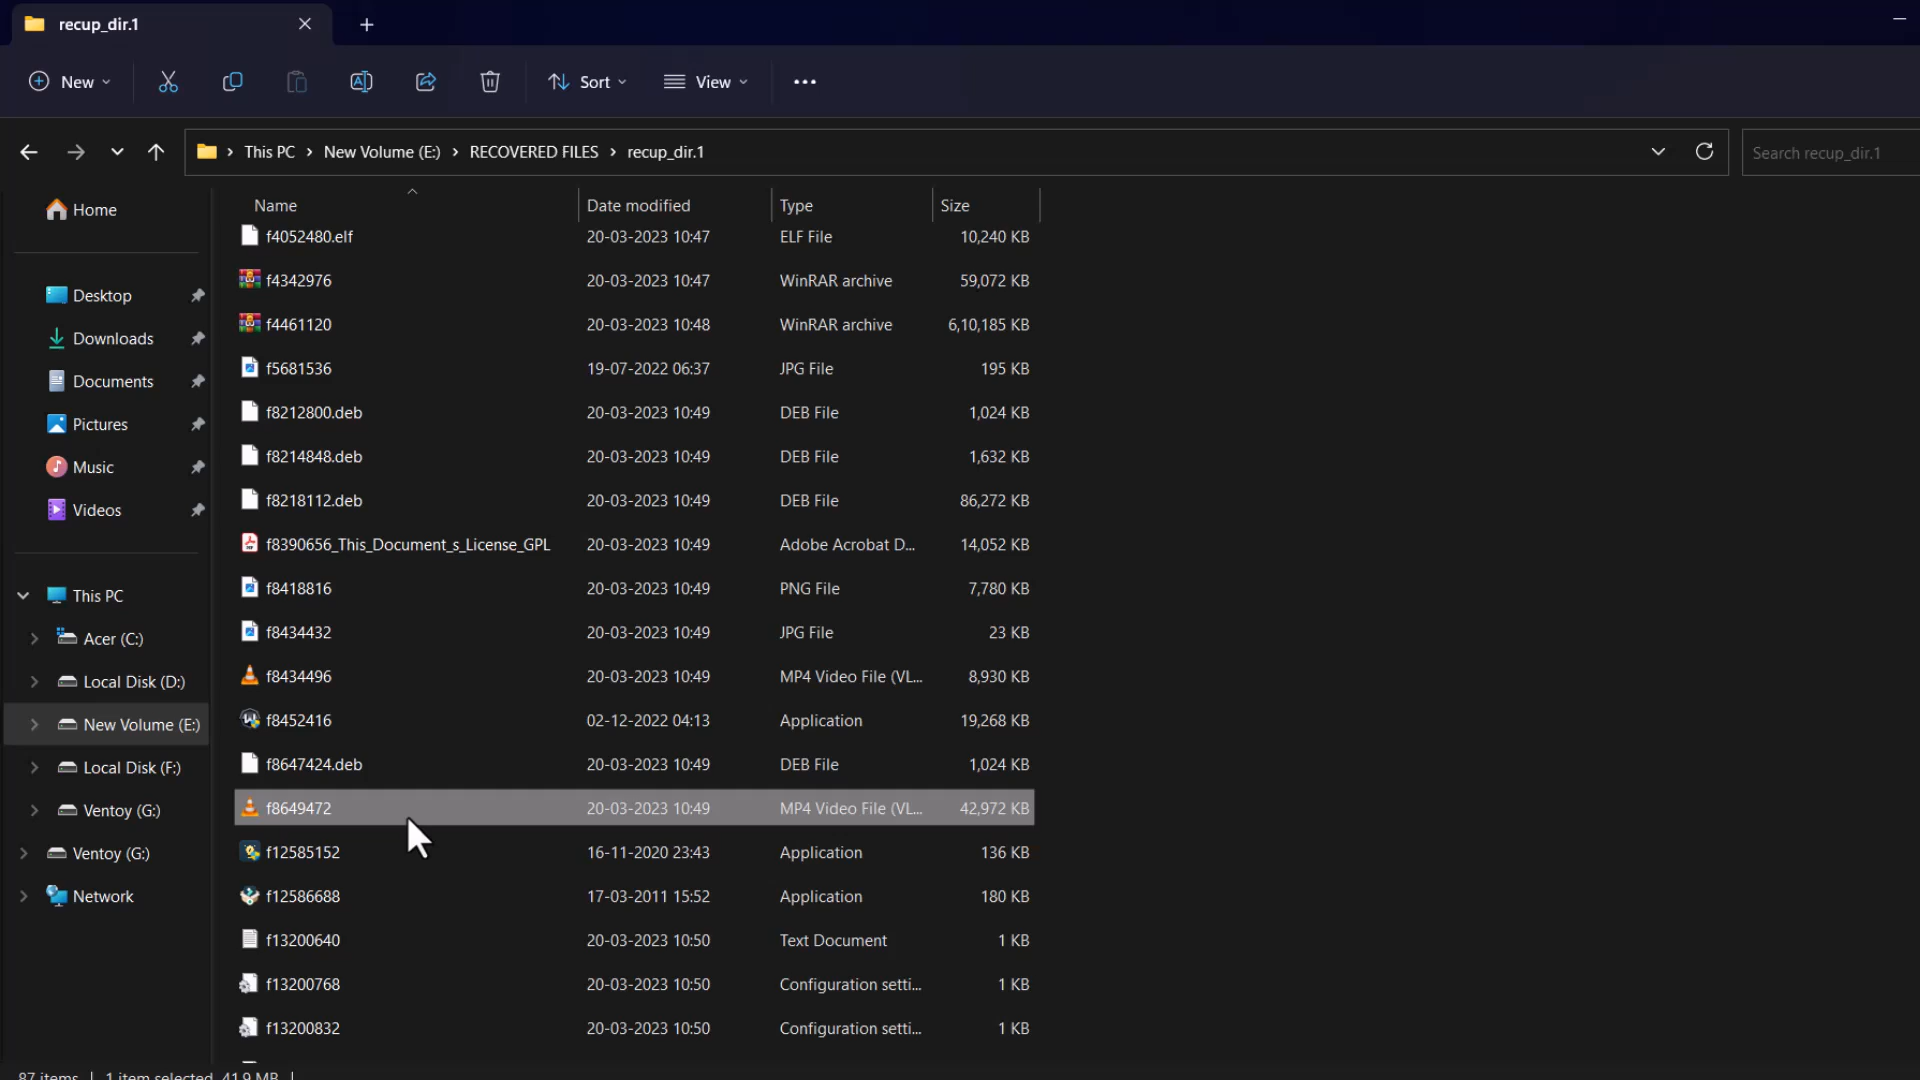 recup_dir.1
New
Sort
View
This PC
New Volume (E:)
RECOVERED FILES
recup_dir.1
Search recup_dir.1
Home
Desktop
Downloads
Documents
Pictures
Music
Videos
This PC
Acer (C:)
Local Disk (D:)
New Volume (E:)
Local Disk (F:)
Ventoy (G:)
Ventoy (G:)
Network
Name Date modified Type Size
f4052480.elf 20-03-2023 10:47 ELF File 10,240 KB
f4342976 20-03-2023 10:47 WinRAR archive 59,072 KB
f4461120 20-03-2023 10:48 WinRAR archive 6,10,185 KB
f5681536 19-07-2022 06:37 JPG File 195 KB
f8212800.deb 20-03-2023 10:49 DEB File 1,024 KB
f8214848.deb 20-03-2023 10:49 DEB File 1,632 KB
f8218112.deb 20-03-2023 10:49 DEB File 86,272 KB
f8390656_This_Document_s_License_GPL 20-03-2023 10:49 Adobe Acrobat D... 14,052 KB
f8418816 20-03-2023 10:49 PNG File 7,780 KB
f8434432 20-03-2023 10:49 JPG File 23 KB
f8434496 20-03-2023 10:49 MP4 Video File (VL... 8,930 KB
f8452416 02-12-2022 04:13 Application 19,268 KB
f8647424.deb 20-03-2023 10:49 DEB File 1,024 KB
f8649472 20-03-2023 10:49 MP4 Video File (VL... 42,972 KB
f12585152 16-11-2020 23:43 Application 136 KB
f12586688 17-03-2011 15:52 Application 180 KB
f13200640 20-03-2023 10:50 Text Document 1 KB
f13200768 20-03-2023 10:50 Configuration setti... 1 KB
f13200832 20-03-2023 10:50 Configuration setti... 1 KB
87 items 1 item selected 41.9 MB